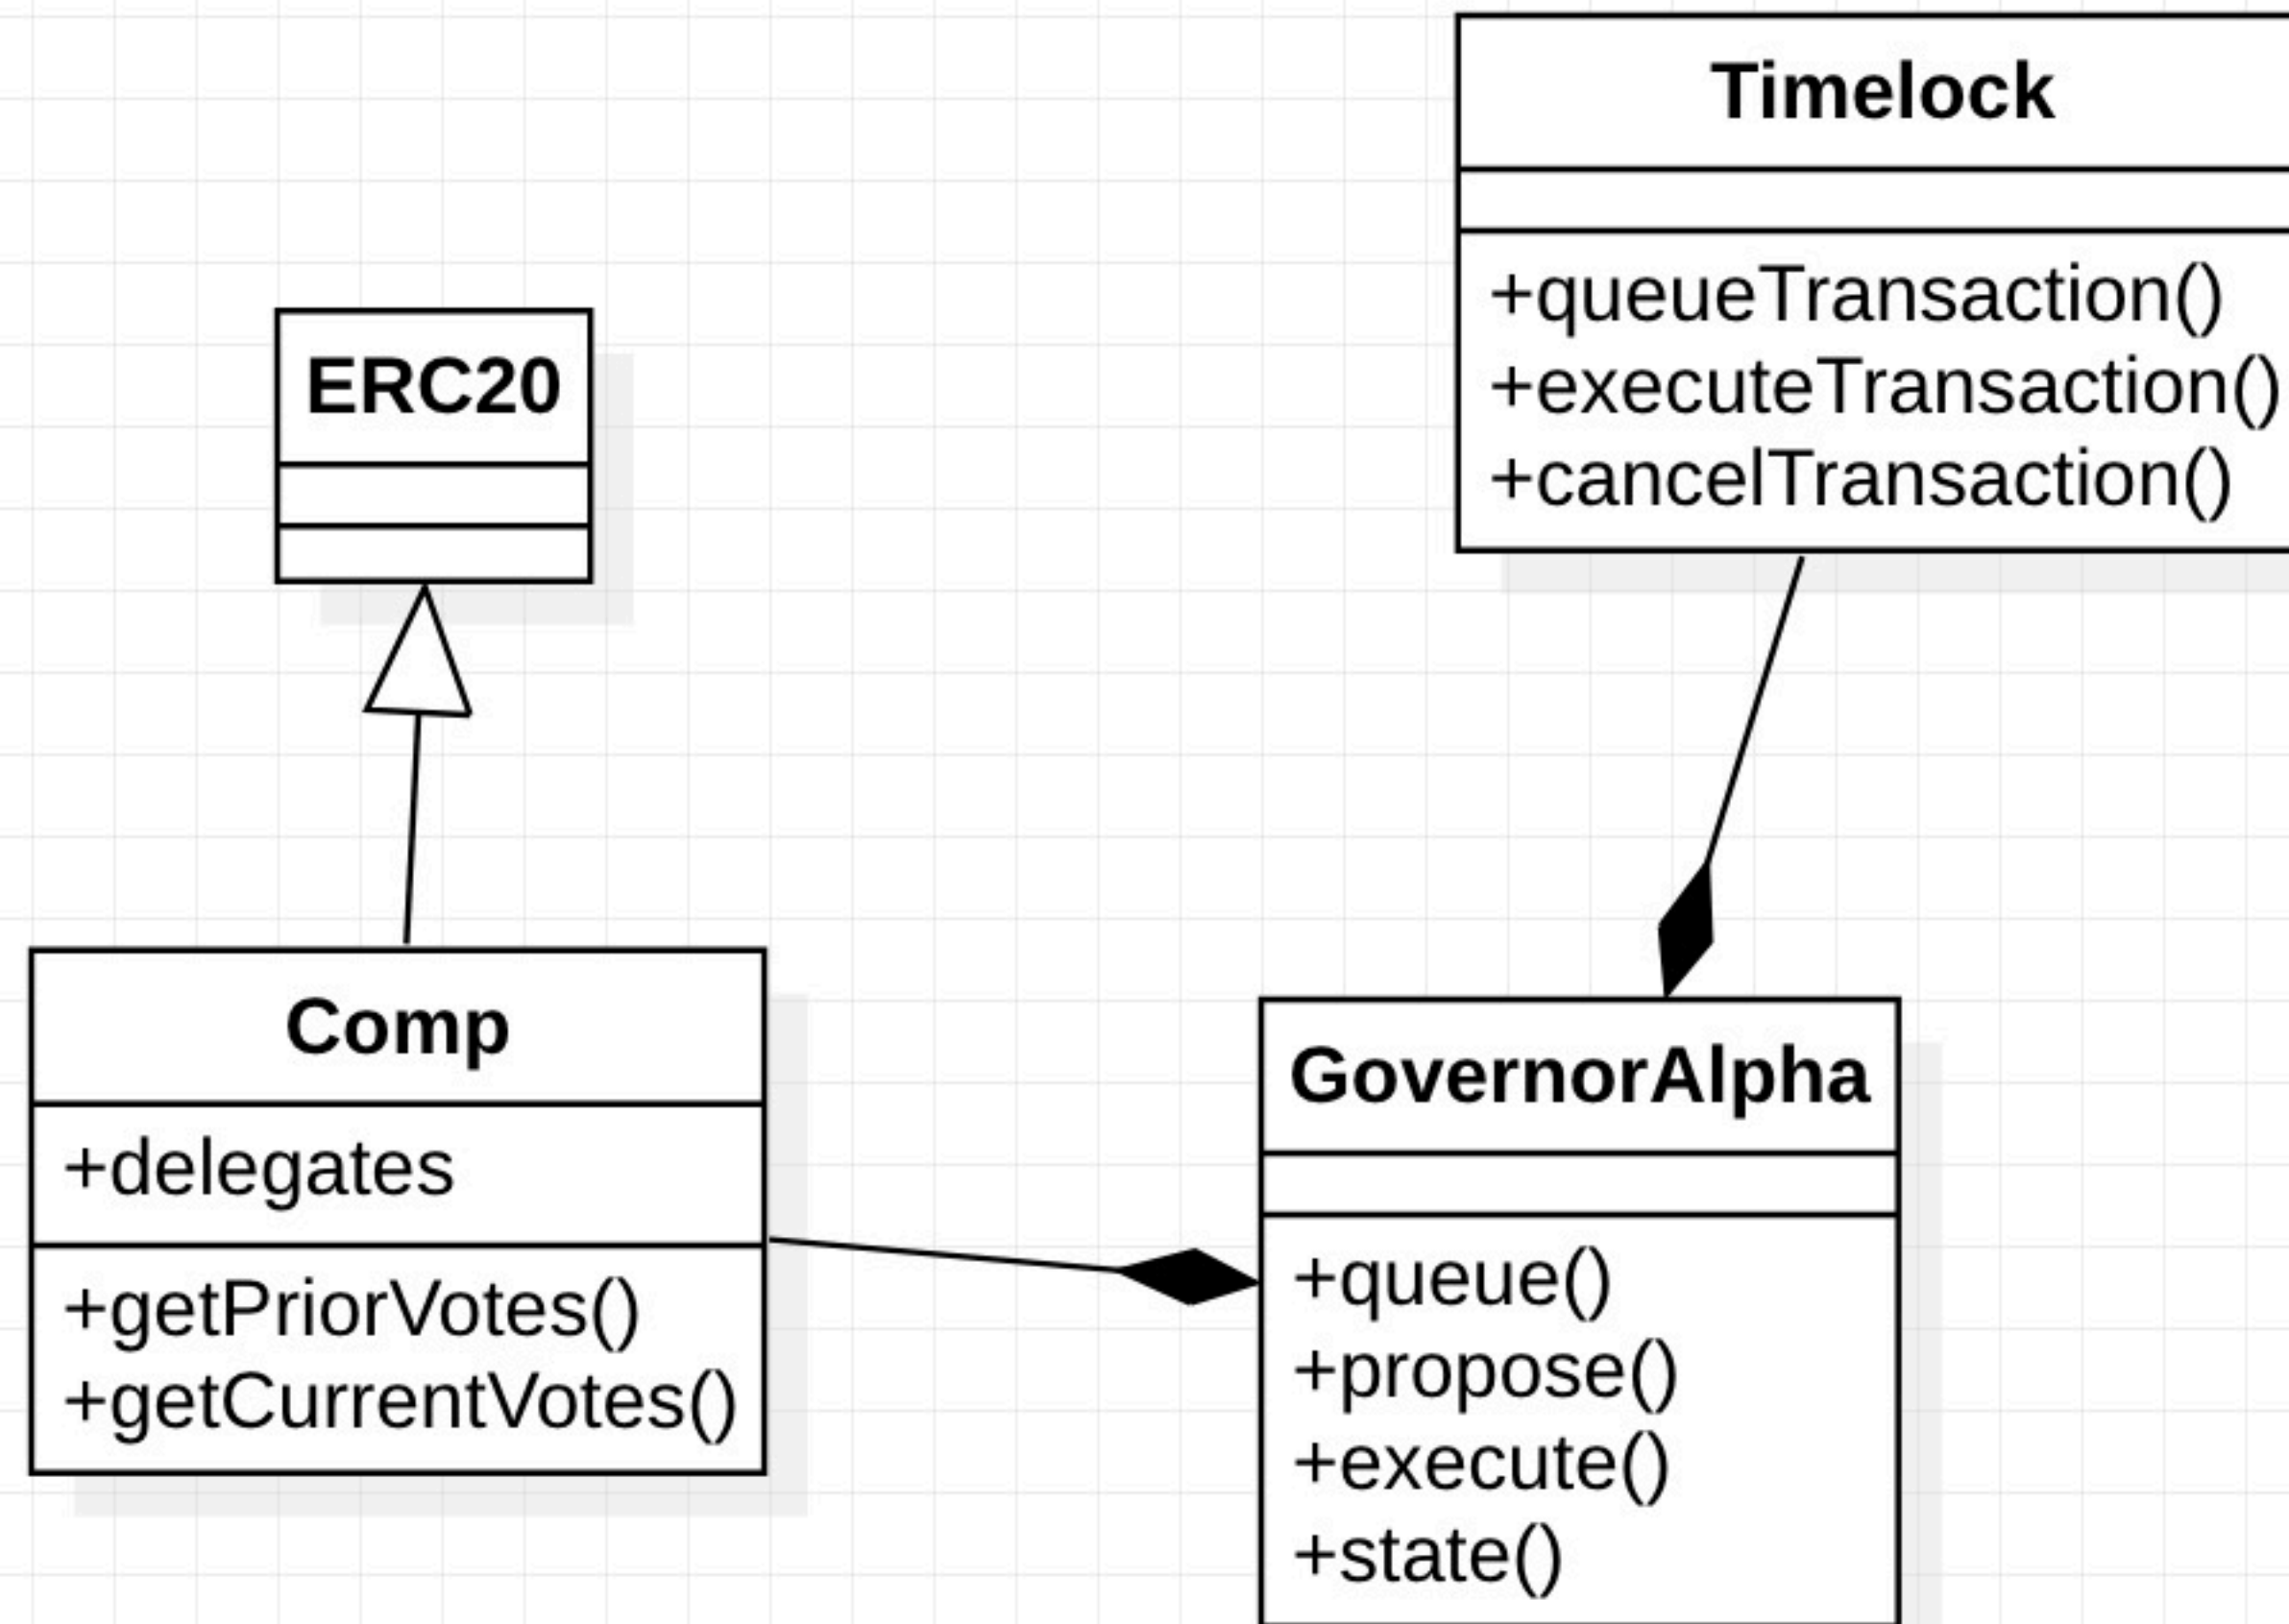 Timelock
+queueTransaction()
+executeTransaction()
+cancelTransaction()
ERC20
Comp
+delegates
+getPriorVotes()
+getCurrentVotes()
GovernorAlpha
+queue()
+propose()
+execute()
+state()